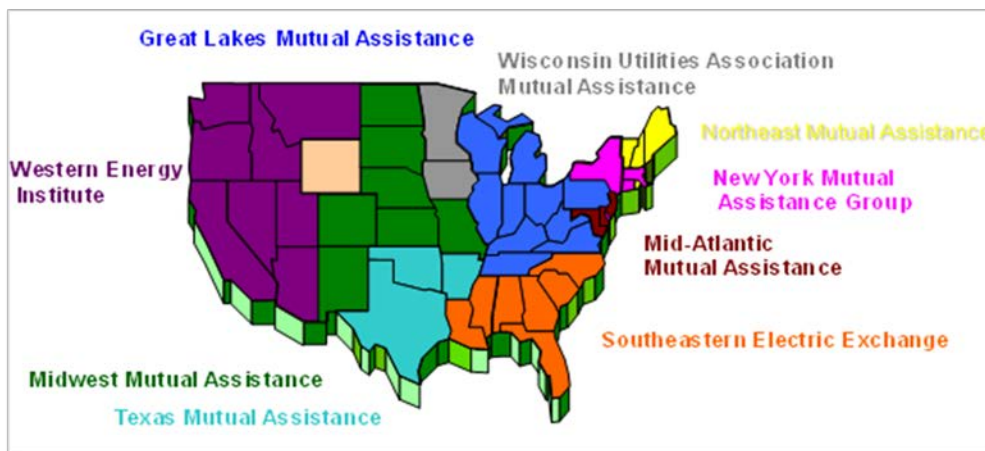 Great Lakes Mutual Assistance
Wisconsin Utilities Association
Mutual Assistance
Northeast Mutual Assistance
Western Energy
Institute
New York Mutual
Assistance Group
Mid-Atlantic
Mutual Assistance
Southeastern Electric Exchange
Midwest Mutual Assistance
Texas Mutual Assistance